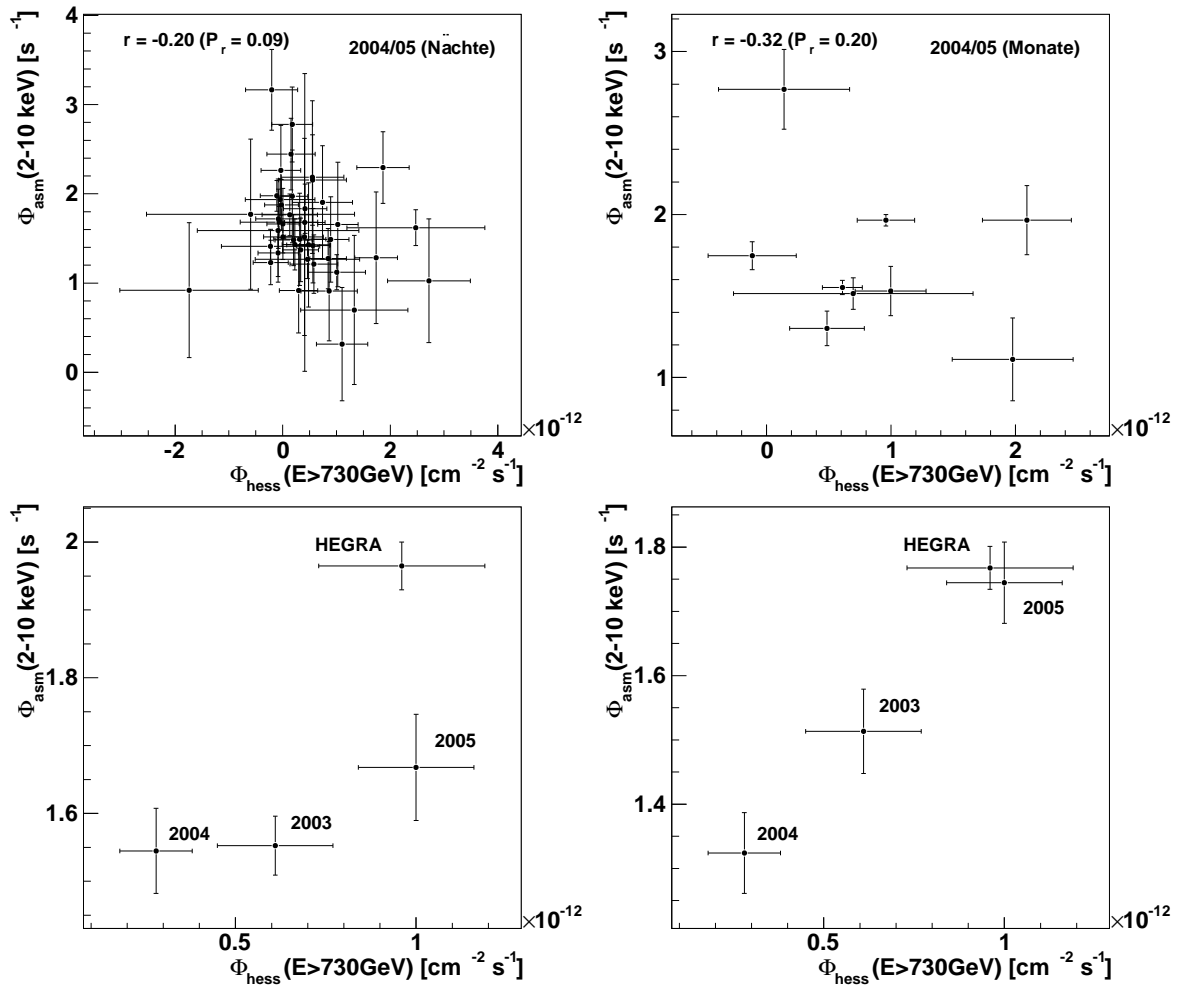 r = -0.20 (P_r = 0.09)
2004/05 (Nächte)
Φ_asm(2-10 keV) [s⁻¹]
4
3
2
1
0
-2 0 2 4
×10⁻¹²
Φ_hess(E>730GeV) [cm⁻² s⁻¹]
r = -0.32 (P_r = 0.20)
2004/05 (Monate)
Φ_asm(2-10 keV) [s⁻¹]
3
2
1
0 1 2
×10⁻¹²
Φ_hess(E>730GeV) [cm⁻² s⁻¹]
Φ_asm(2-10 keV) [s⁻¹]
2
1.8
1.6
HEGRA
2005
2003
2004
0.5 1
×10⁻¹²
Φ_hess(E>730GeV) [cm⁻² s⁻¹]
Φ_asm(2-10 keV) [s⁻¹]
1.8
1.6
1.4
HEGRA
2005
2003
2004
0.5 1
×10⁻¹²
Φ_hess(E>730GeV) [cm⁻² s⁻¹]